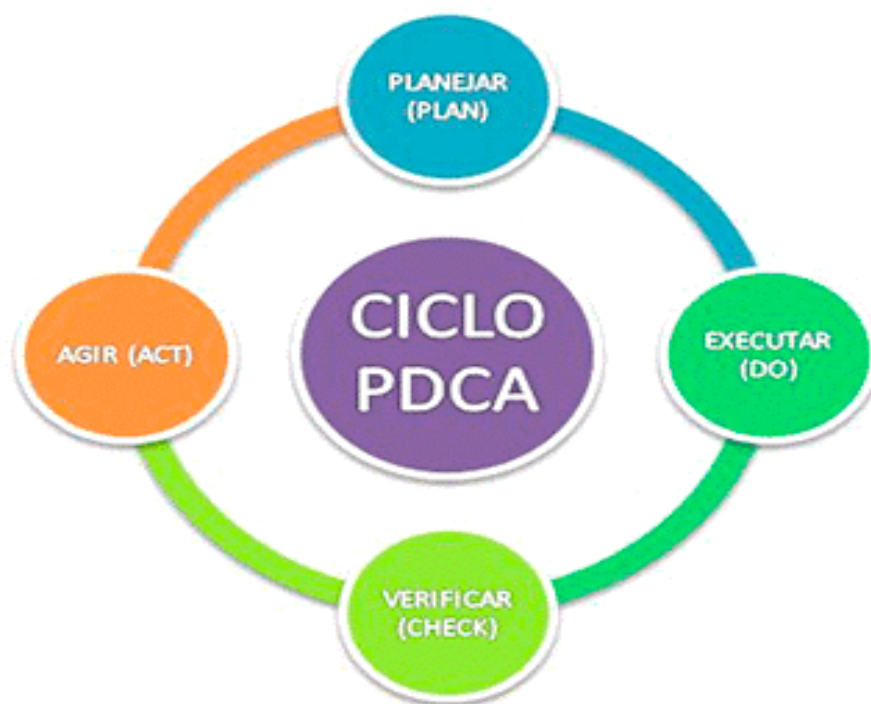 PLANEJAR
(PLAN)
CICLO
PDCA
AGIR (ACT)
EXECUTAR
(DO)
VERIFICAR
(CHECK)